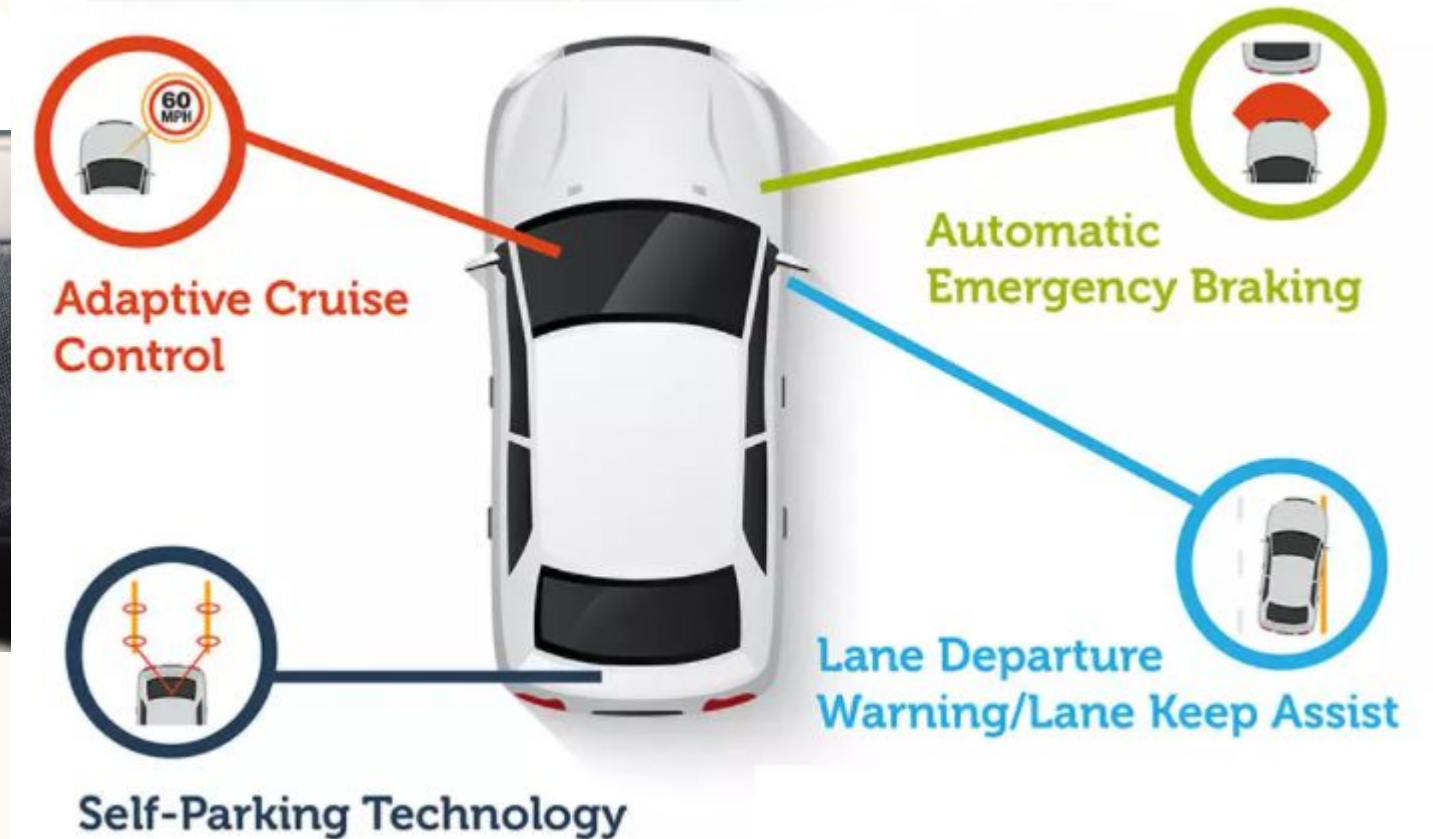 60
MPH
Adaptive Cruise
Control
Automatic
Emergency Braking
Lane Departure
Warning/Lane Keep Assist
Self-Parking Technology